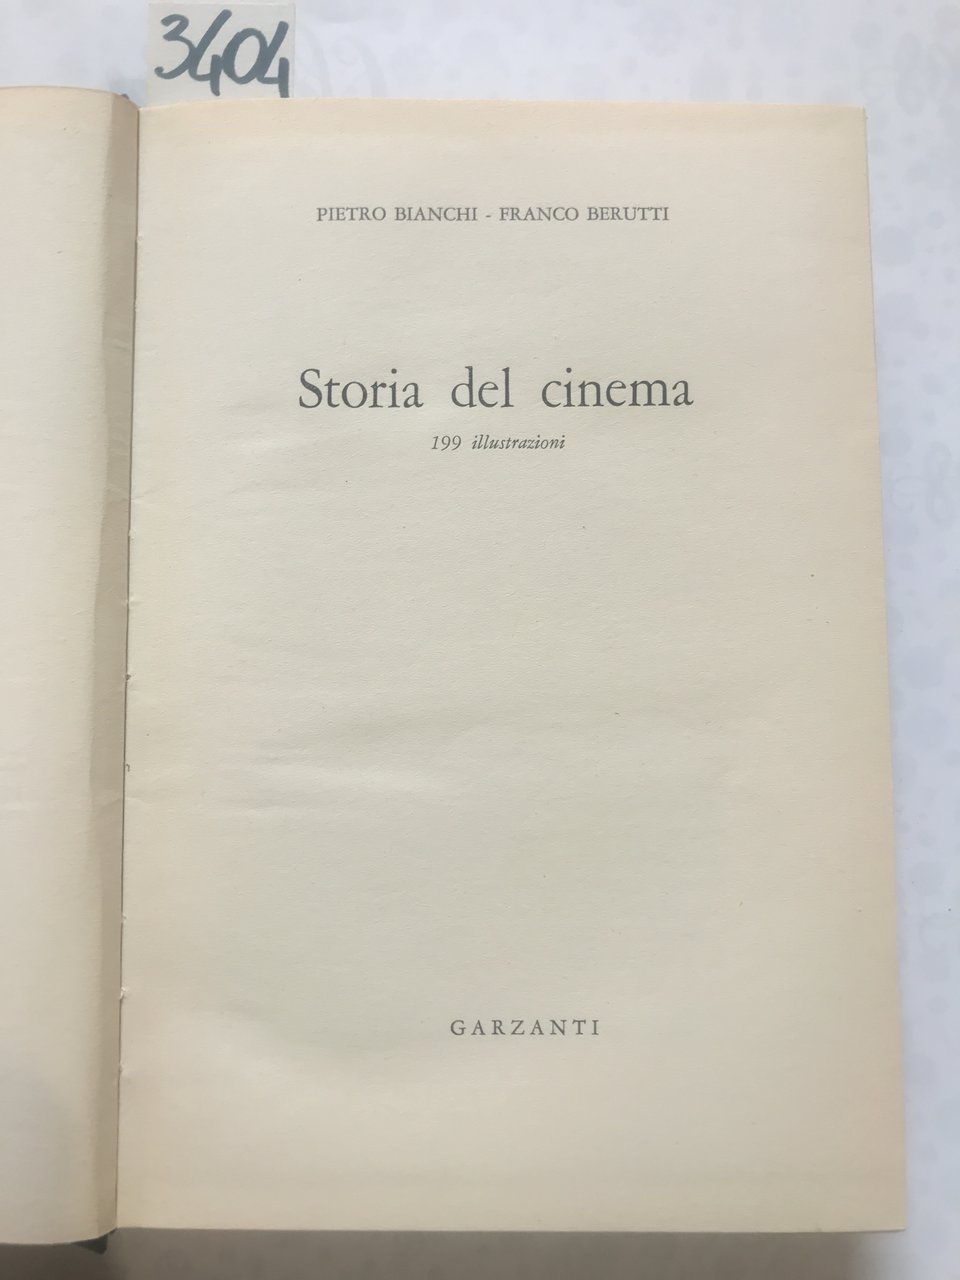 3404
PIETRO BIANCHI - FRANCO BERUTTI
Storia del cinema
199 illustrazioni
GARZANTI